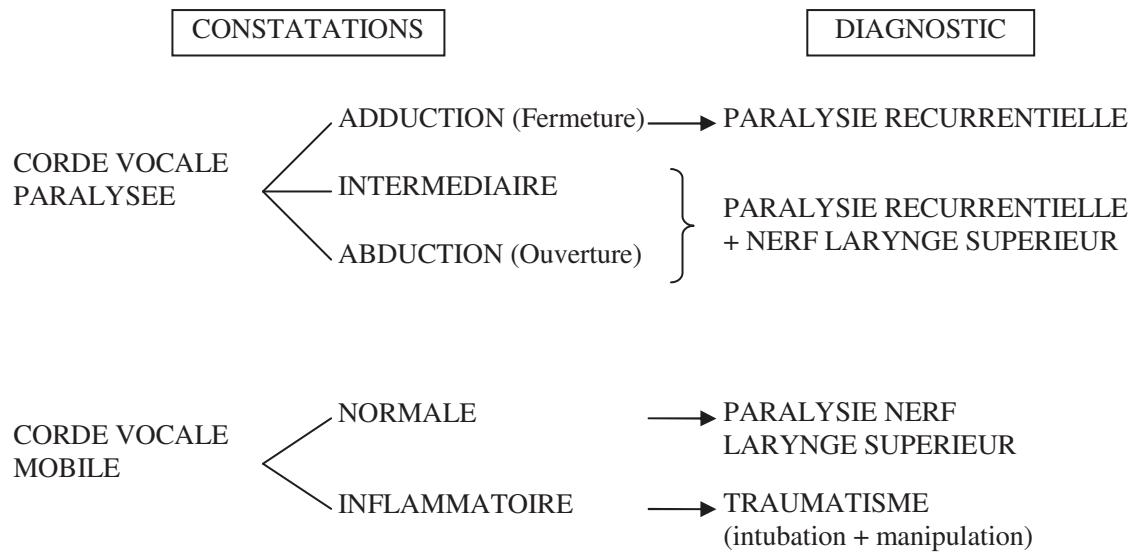 CONSTATATIONS
DIAGNOSTIC
CORDE VOCALE
PARALYSEE
ADDUCTION (Fermeture)
PARALYSIE RECURRENTIELLE
INTERMEDIAIRE
ABDUCTION (Ouverture)
PARALYSIE RECURRENTIELLE
+ NERF LARYNGE SUPERIEUR
CORDE VOCALE
MOBILE
NORMALE
PARALYSIE NERF
LARYNGE SUPERIEUR
INFLAMMATOIRE
TRAUMATISME
(intubation + manipulation)